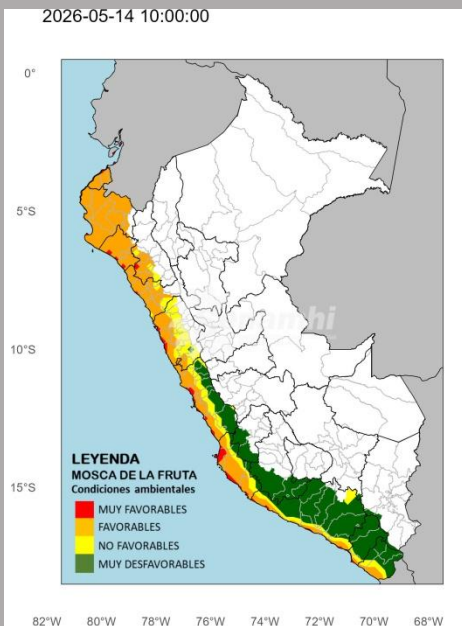 2026-05-14 10:00:00
0°
5°S
10°S
15°S
LEYENDA
MOSCA DE LA FRUTA
Condiciones ambientales
MUY FAVORABLES
FAVORABLES
NO FAVORABLES
MUY DESFAVORABLES
82°W 80°W 78°W 76°W 74°W 72°W 70°W 68°W